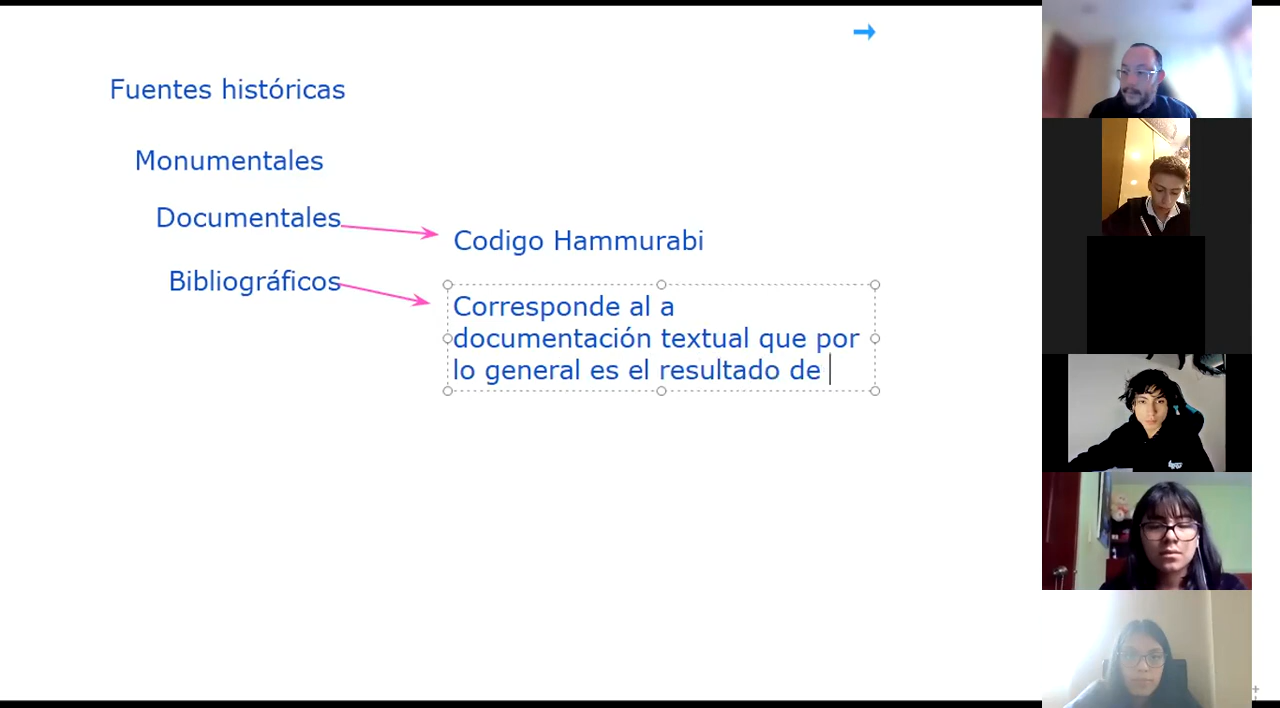 Fuentes históricas
Monumentales
Documentales
Codigo Hammurabi
Bibliográficos
Corresponde al a
documentación textual que por
lo general es el resultado de